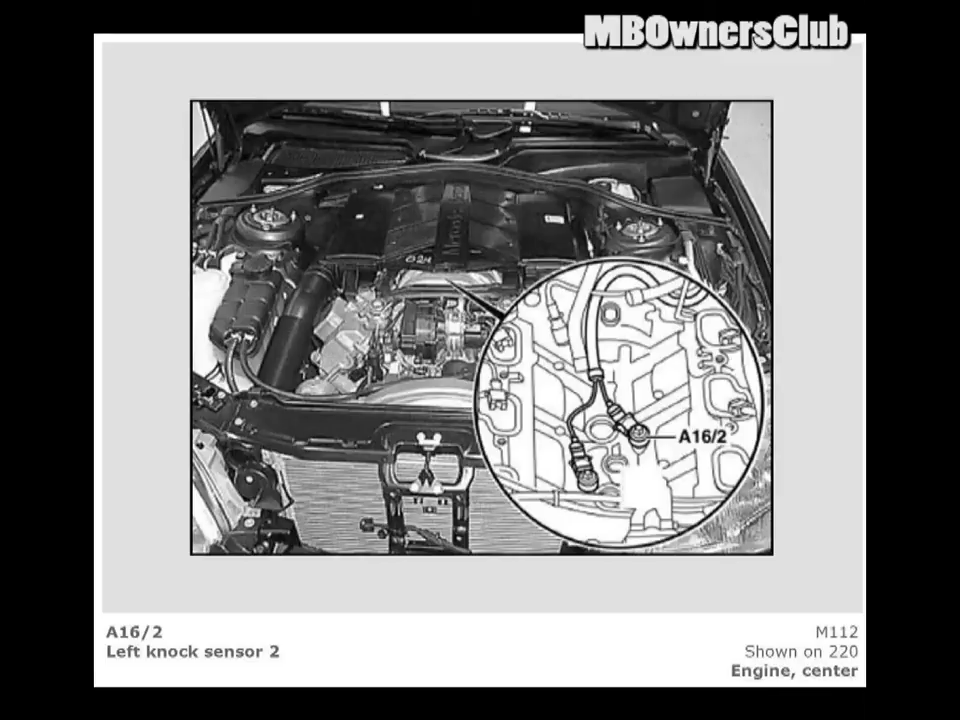 MBOwnersClub
A16/2
A16/2
Left knock sensor 2
M112
Shown on 220
Engine, center